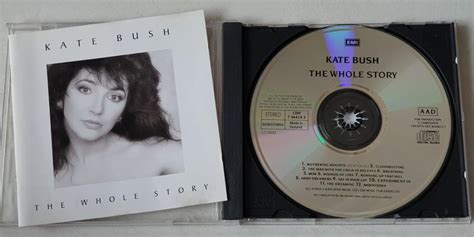 KATE BUSH
THE WHOLE STORY
EMI
KATE BUSH
THE WHOLE STORY
STEREO
AAD
1. WUTHERING HEIGHTS 2. CLOUDBUSTING
3. THE MAN WITH THE CHILD IN HIS EYES 4. BREATHING
5. WOW 6. HOUNDS OF LOVE 7. RUNNING UP THAT HILL
8. ARMY DREAMERS 9. SAT IN YOUR LAP 10. EXPERIMENT IV
11. THE DREAMING 12. BABOOSHKA